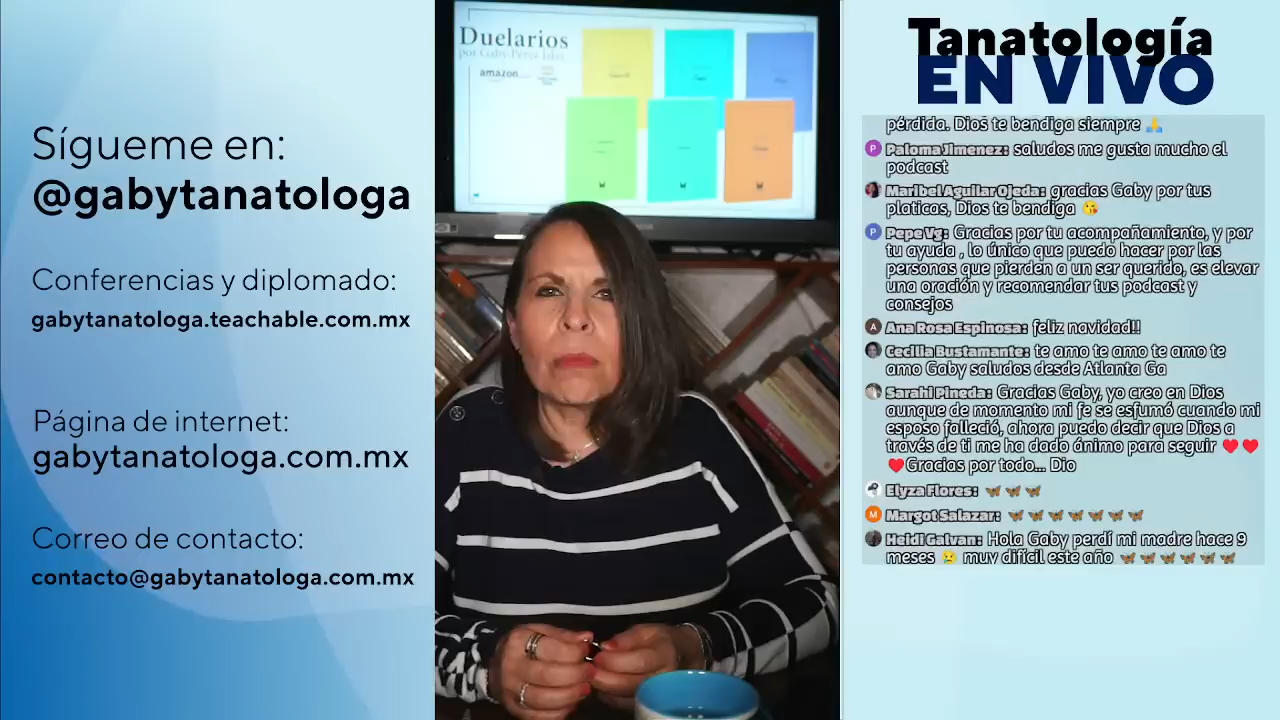 Sígueme en:
@gabytanatologa
Conferencias y diplomado:
gabytanatologa.teachable.com.mx
Página de internet:
gabytanatologa.com.mx
Correo de contacto:
contacto@gabytanatologa.com.mx
Duelarios
por Gaby Pérez Islas
amazon
Tanatología
EN VIVO
pérdida. Dios te bendiga siempre 🙏
Paloma Jimenez: saludos me gusta mucho el
podcast
Maribel Aguilar Ojeda: gracias Gaby por tus
platicas, Dios te bendiga 😘
Pepe Vg: Gracias por tu acompañamiento, y por
tu ayuda , lo único que puedo hacer por las
personas que pierden a un ser querido, es elevar
una oración y recomendar tus podcast y
consejos
Ana Rosa Espinosa: feliz navidad!!
Cecilia Bustamante: te amo te amo te amo te
amo Gaby saludos desde Atlanta Ga
Sarahi Pineda: Gracias Gaby, yo creo en Dios
aunque de momento mi fe se esfumó cuando mi
esposo falleció, ahora puedo decir que Dios a
través de ti me ha dado ánimo para seguir ♥️♥️
♥️Gracias por todo... Dio
Elyza Flores: 🦋🦋🦋
Margot Salazar: 🦋🦋🦋🦋🦋🦋🦋
Heidi Galvan: Hola Gaby perdí mi madre hace 9
meses 😢 muy difícil este año 🦋🦋🦋🦋🦋🦋